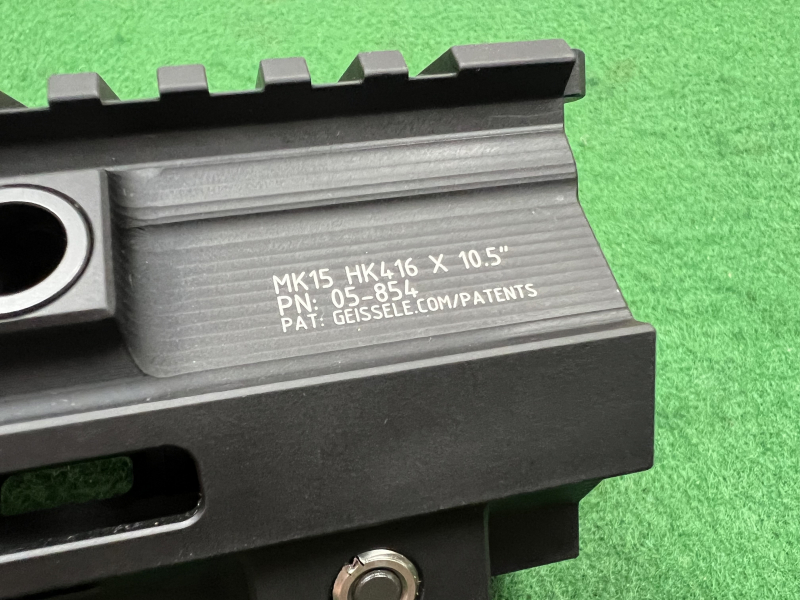 MK15 HK416 X 10.5"
PN: 05-854
PAT: GEISSELE.COM/PATENTS